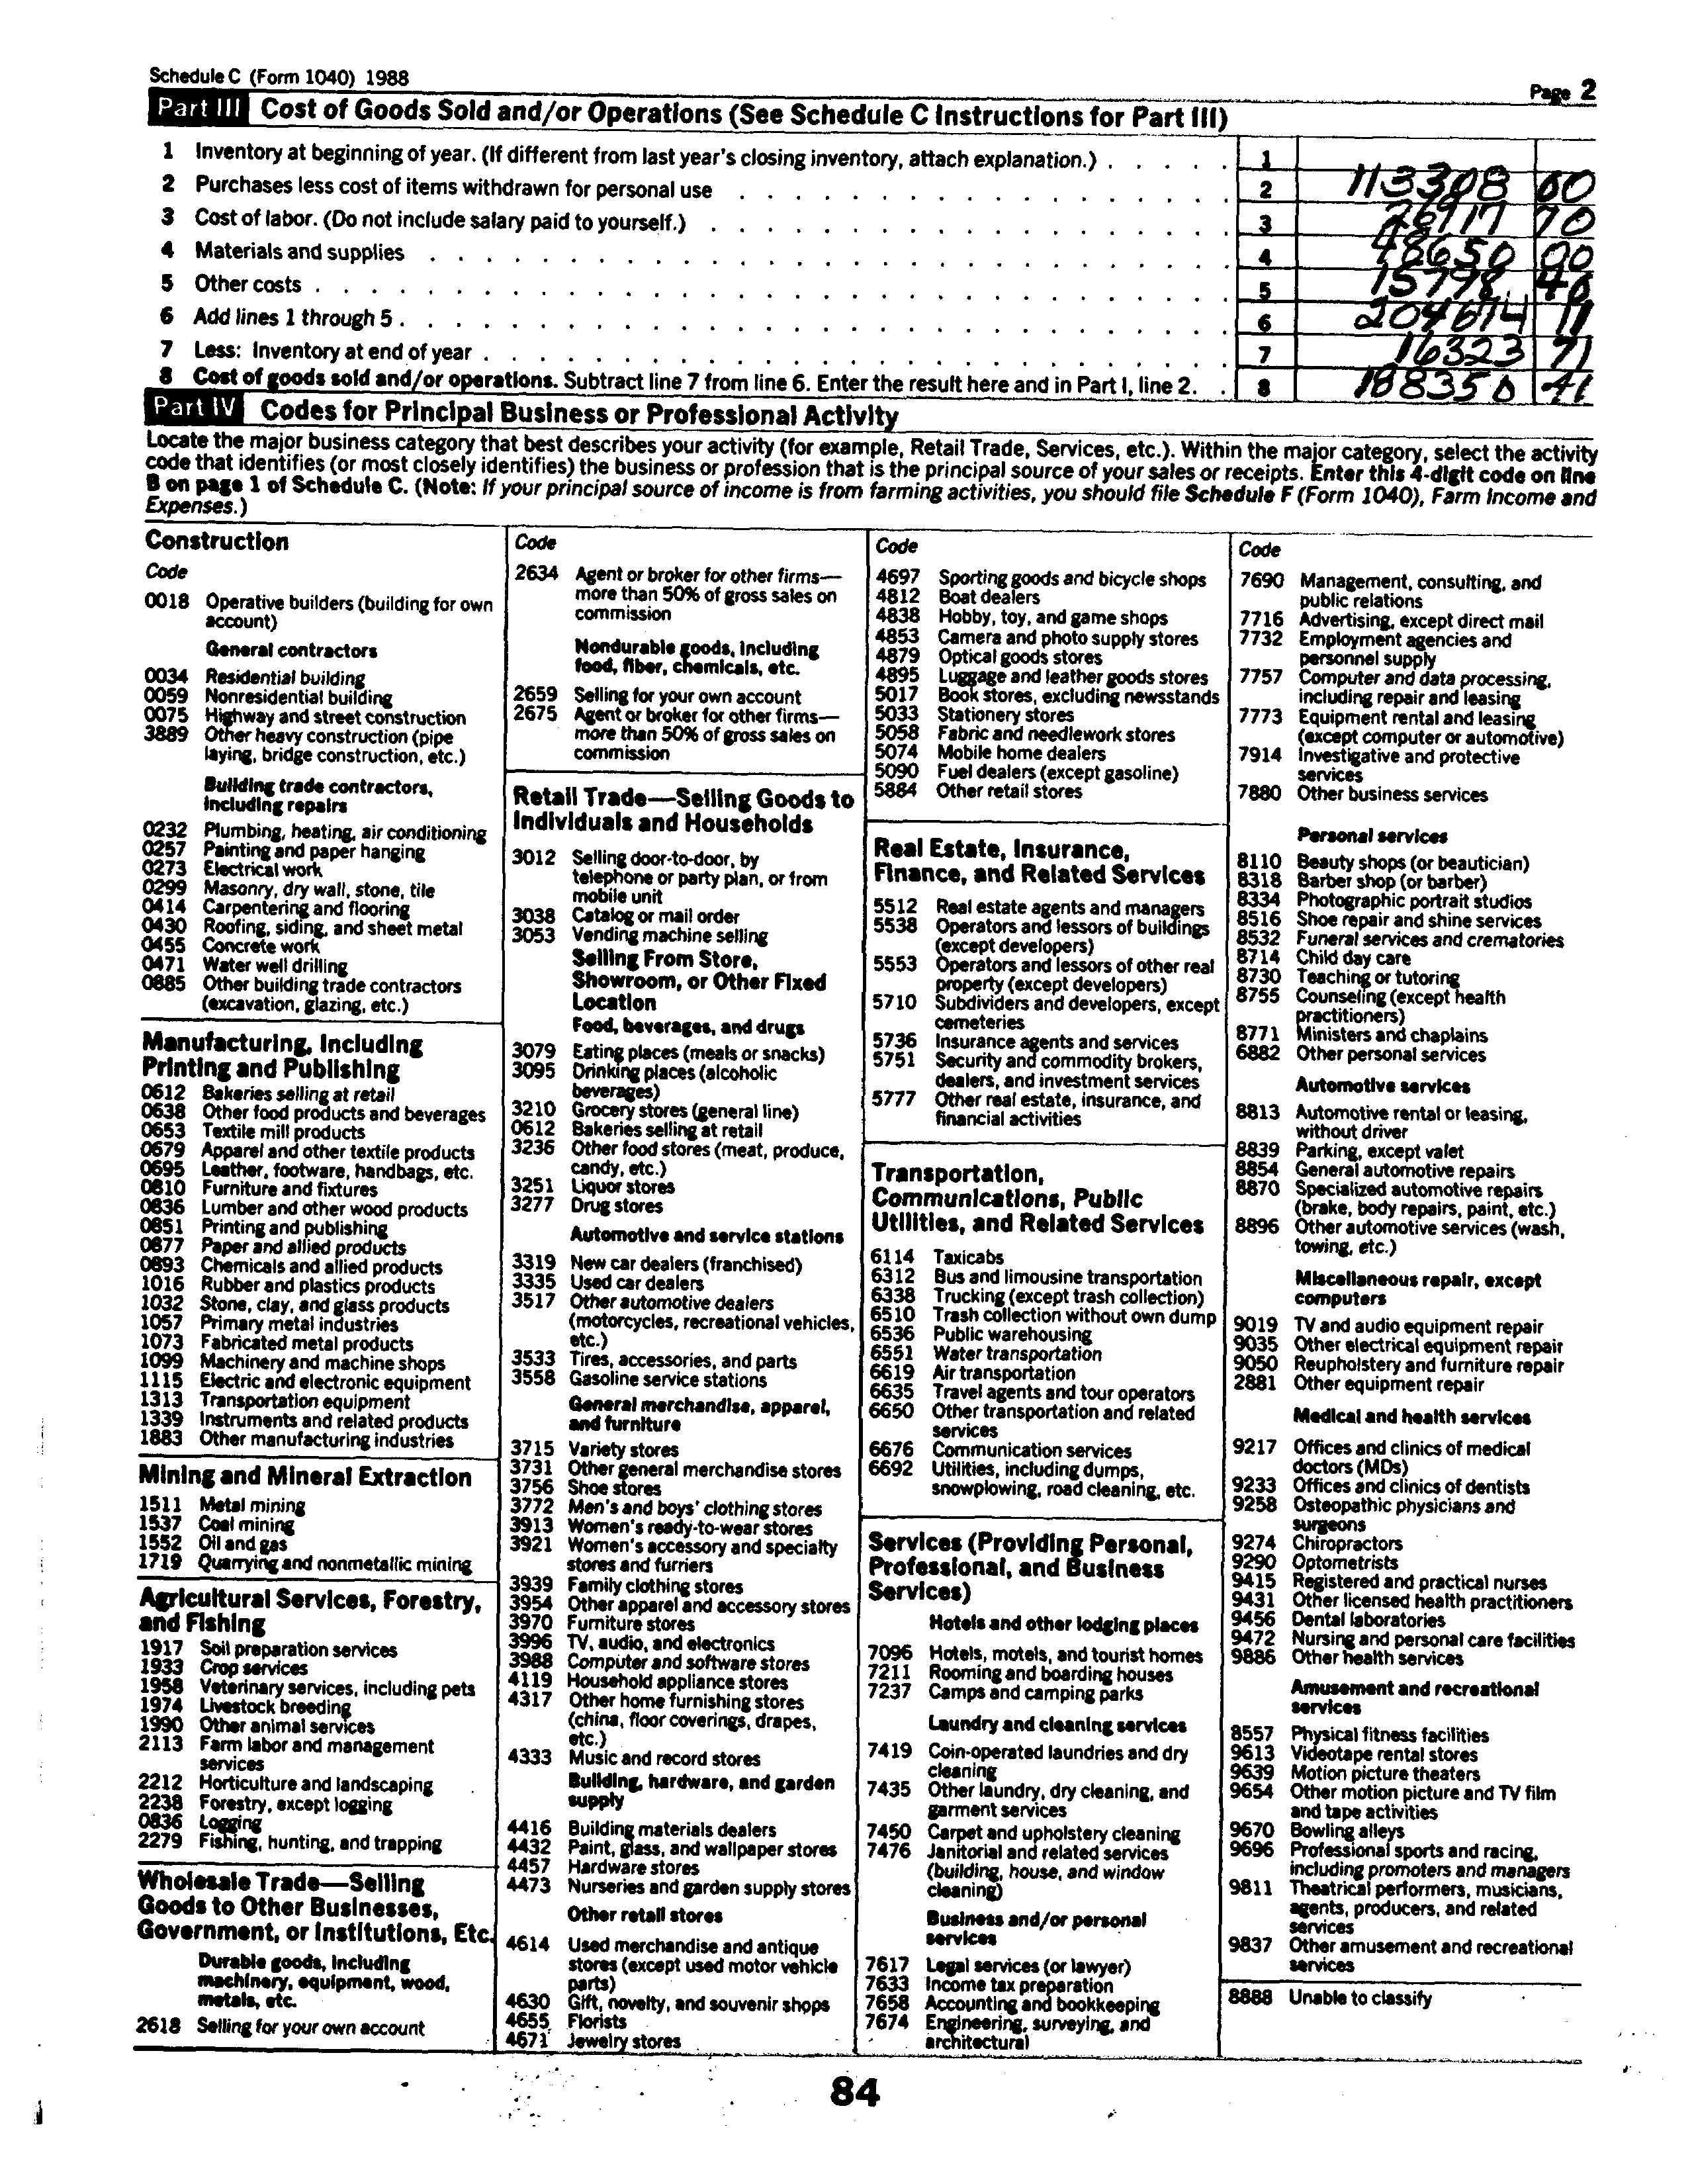 Schedule C (Form 1040) 1988
Page 2
Part III Cost of Goods Sold and/or Operations (See Schedule C Instructions for Part III)
1 Inventory at beginning of year. (If different from last year's closing inventory, attach explanation.) . . . . . 1
2 Purchases less cost of items withdrawn for personal use 2 113308 00
3 Cost of labor. (Do not include salary paid to yourself.) 3 26917 70
4 Materials and supplies 4 48650 00
5 Other costs 5 15798 40
6 Add lines 1 through 5 6 204674 11
7 Less: Inventory at end of year 7 16323 71
8 Cost of goods sold and/or operations. Subtract line 7 from line 6. Enter the result here and in Part I, line 2. . 8 188350 41
Part IV Codes for Principal Business or Professional Activity
Locate the major business category that best describes your activity (for example, Retail Trade, Services, etc.). Within the major category, select the activity
code that identifies (or most closely identifies) the business or profession that is the principal source of your sales or receipts. Enter this 4-digit code on line
B on page 1 of Schedule C. (Note: If your principal source of income is from farming activities, you should file Schedule F (Form 1040), Farm Income and
Expenses.)
Construction
Code
0018 Operative builders (building for own
account)
General contractors
0034 Residential building
0059 Nonresidential building
0075 Highway and street construction
3889 Other heavy construction (pipe
laying, bridge construction, etc.)
Building trade contractors,
including repairs
0232 Plumbing, heating, air conditioning
0257 Painting and paper hanging
0273 Electrical work
0299 Masonry, dry wall, stone, tile
0414 Carpentering and flooring
0430 Roofing, siding, and sheet metal
0455 Concrete work
0471 Water well drilling
0885 Other building trade contractors
(excavation, glazing, etc.)
Manufacturing, Including
Printing and Publishing
0612 Bakeries selling at retail
0638 Other food products and beverages
0653 Textile mill products
0679 Apparel and other textile products
0695 Leather, footware, handbags, etc.
0810 Furniture and fixtures
0836 Lumber and other wood products
0851 Printing and publishing
0877 Paper and allied products
0893 Chemicals and allied products
1016 Rubber and plastics products
1032 Stone, clay, and glass products
1057 Primary metal industries
1073 Fabricated metal products
1099 Machinery and machine shops
1115 Electric and electronic equipment
1313 Transportation equipment
1339 Instruments and related products
1883 Other manufacturing industries
Mining and Mineral Extraction
1511 Metal mining
1537 Coal mining
1552 Oil and gas
1719 Quarrying and nonmetallic mining
Agricultural Services, Forestry,
and Fishing
1917 Soil preparation services
1933 Crop services
1958 Veterinary services, including pets
1974 Livestock breeding
1990 Other animal services
2113 Farm labor and management
services
2212 Horticulture and landscaping
2238 Forestry, except logging
0836 Logging
2279 Fishing, hunting, and trapping
Wholesale Trade—Selling
Goods to Other Businesses,
Government, or Institutions, Etc.
Durable goods, including
machinery, equipment, wood,
metals, etc.
2618 Selling for your own account
Code
2634 Agent or broker for other firms—
more than 50% of gross sales on
commission
Nondurable goods, including
food, fiber, chemicals, etc.
2659 Selling for your own account
2675 Agent or broker for other firms—
more than 50% of gross sales on
commission
Retail Trade—Selling Goods to
Individuals and Households
3012 Selling door-to-door, by
telephone or party plan, or from
mobile unit
3038 Catalog or mail order
3053 Vending machine selling
Selling From Store,
Showroom, or Other Fixed
Location
Food, beverages, and drugs
3079 Eating places (meals or snacks)
3095 Drinking places (alcoholic
beverages)
3210 Grocery stores (general line)
0612 Bakeries selling at retail
3236 Other food stores (meat, produce,
candy, etc.)
3251 Liquor stores
3277 Drug stores
Automotive and service stations
3319 New car dealers (franchised)
3335 Used car dealers
3517 Other automotive dealers
(motorcycles, recreational vehicles,
etc.)
3533 Tires, accessories, and parts
3558 Gasoline service stations
General merchandise, apparel,
and furniture
3715 Variety stores
3731 Other general merchandise stores
3756 Shoe stores
3772 Men's and boys' clothing stores
3913 Women's ready-to-wear stores
3921 Women's accessory and specialty
stores and furriers
3939 Family clothing stores
3954 Other apparel and accessory stores
3970 Furniture stores
3996 TV, audio, and electronics
3988 Computer and software stores
4119 Household appliance stores
4317 Other home furnishing stores
(china, floor coverings, drapes,
etc.)
4333 Music and record stores
Building, hardware, and garden
supply
4416 Building materials dealers
4432 Paint, glass, and wallpaper stores
4457 Hardware stores
4473 Nurseries and garden supply stores
Other retail stores
4614 Used merchandise and antique
stores (except used motor vehicle
parts)
4630 Gift, novelty, and souvenir shops
4655 Florists
4671 Jewelry stores
Code
4697 Sporting goods and bicycle shops
4812 Boat dealers
4838 Hobby, toy, and game shops
4853 Camera and photo supply stores
4879 Optical goods stores
4895 Luggage and leather goods stores
5017 Book stores, excluding newsstands
5033 Stationery stores
5058 Fabric and needlework stores
5074 Mobile home dealers
5090 Fuel dealers (except gasoline)
5884 Other retail stores
Real Estate, Insurance,
Finance, and Related Services
5512 Real estate agents and managers
5538 Operators and lessors of buildings
(except developers)
5553 Operators and lessors of other real
property (except developers)
5710 Subdividers and developers, except
cemeteries
5736 Insurance agents and services
5751 Security and commodity brokers,
dealers, and investment services
5777 Other real estate, insurance, and
financial activities
Transportation,
Communications, Public
Utilities, and Related Services
6114 Taxicabs
6312 Bus and limousine transportation
6338 Trucking (except trash collection)
6510 Trash collection without own dump
6536 Public warehousing
6551 Water transportation
6619 Air transportation
6635 Travel agents and tour operators
6650 Other transportation and related
services
6676 Communication services
6692 Utilities, including dumps,
snowplowing, road cleaning, etc.
Services (Providing Personal,
Professional, and Business
Services)
Hotels and other lodging places
7096 Hotels, motels, and tourist homes
7211 Rooming and boarding houses
7237 Camps and camping parks
Laundry and cleaning services
7419 Coin-operated laundries and dry
cleaning
7435 Other laundry, dry cleaning, and
garment services
7450 Carpet and upholstery cleaning
7476 Janitorial and related services
(building, house, and window
cleaning)
Business and/or personal
services
7617 Legal services (or lawyer)
7633 Income tax preparation
7658 Accounting and bookkeeping
7674 Engineering, surveying, and
architectural
Code
7690 Management, consulting, and
public relations
7716 Advertising, except direct mail
7732 Employment agencies and
personnel supply
7757 Computer and data processing,
including repair and leasing
7773 Equipment rental and leasing
(except computer or automotive)
7914 Investigative and protective
services
7880 Other business services
Personal services
8110 Beauty shops (or beautician)
8318 Barber shop (or barber)
8334 Photographic portrait studios
8516 Shoe repair and shine services
8532 Funeral services and crematories
8714 Child day care
8730 Teaching or tutoring
8755 Counseling (except health
practitioners)
8771 Ministers and chaplains
6882 Other personal services
Automotive services
8813 Automotive rental or leasing,
without driver
8839 Parking, except valet
8854 General automotive repairs
8870 Specialized automotive repairs
(brake, body repairs, paint, etc.)
8896 Other automotive services (wash,
towing, etc.)
Miscellaneous repair, except
computers
9019 TV and audio equipment repair
9035 Other electrical equipment repair
9050 Reupholstery and furniture repair
2881 Other equipment repair
Medical and health services
9217 Offices and clinics of medical
doctors (MDs)
9233 Offices and clinics of dentists
9258 Osteopathic physicians and
surgeons
9274 Chiropractors
9290 Optometrists
9415 Registered and practical nurses
9431 Other licensed health practitioners
9456 Dental laboratories
9472 Nursing and personal care facilities
9886 Other health services
Amusement and recreational
services
8557 Physical fitness facilities
9613 Videotape rental stores
9639 Motion picture theaters
9654 Other motion picture and TV film
and tape activities
9670 Bowling alleys
9696 Professional sports and racing,
including promoters and managers
9811 Theatrical performers, musicians,
agents, producers, and related
services
9837 Other amusement and recreational
services
8888 Unable to classify
84